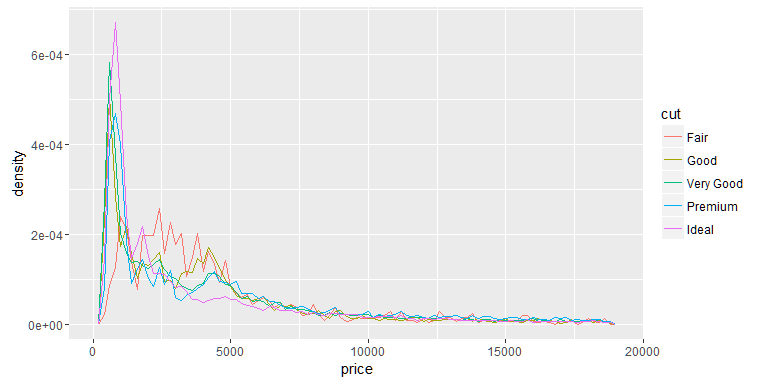 6e-04
4e-04
2e-04
0e+00
density
0
5000
10000
15000
20000
price
cut
Fair
Good
Very Good
Premium
Ideal